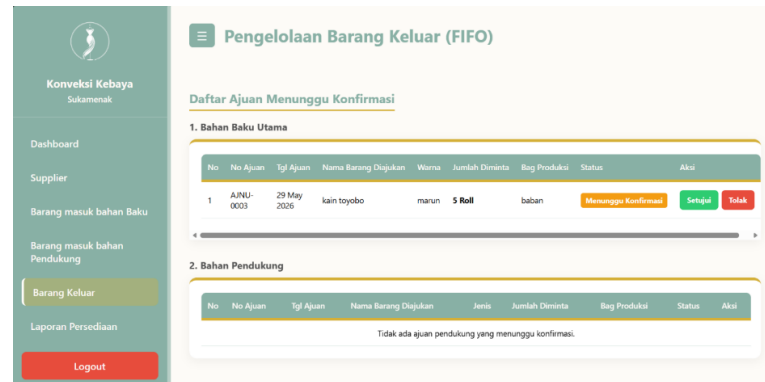 ☰ Pengelolaan Barang Keluar (FIFO)
Konveksi Kebaya
Sukamenak
Dashboard
Supplier
Barang masuk bahan Baku
Barang masuk bahan
Pendukung
Barang Keluar
Laporan Persediaan
Logout
Daftar Ajuan Menunggu Konfirmasi
1. Bahan Baku Utama
No No Ajuan Tgl Ajuan Nama Barang Diajukan Warna Jumlah Diminta Bag Produksi Status Aksi
1 AJNU-0003 29 May 2026 kain toyobo marun 5 Roll baban Menunggu Konfirmasi Setujui Tolak
2. Bahan Pendukung
No No Ajuan Tgl Ajuan Nama Barang Diajukan Jenis Jumlah Diminta Bag Produksi Status Aksi
Tidak ada ajuan pendukung yang menunggu konfirmasi.